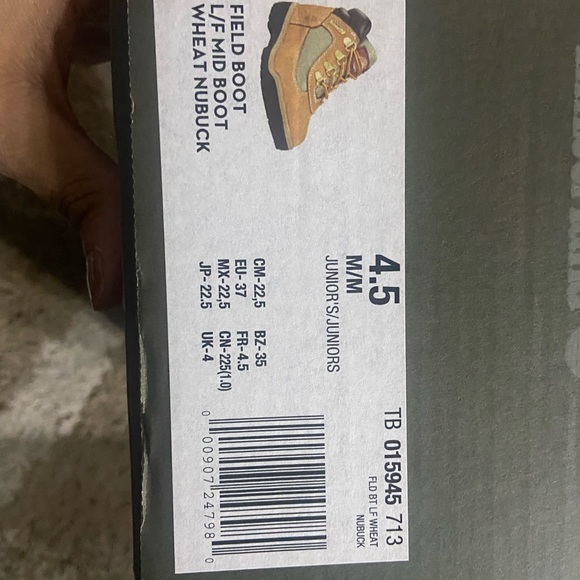 FIELD BOOT
L/F MID BOOT
WHEAT NUBUCK
4.5
M/M
JUNIOR'S/JUNIORS
CM-22,5 BZ-35
EU-37 FR-4.5
MX-22,5 CN-225(1.0)
JP-22,5 UK-4
TB 015945 713
FLD BT LF WHEAT
NUBUCK
0 00907 24798 0